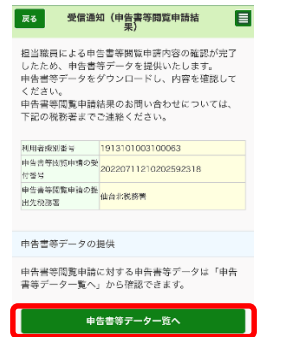 戻る
受信通知（申告書等閲覧申請結
果）
担当職員による申告書等閲覧申請内容の確認が完了
したため、申告書等データを提供いたします。
申告書等データをダウンロードし、内容を確認して
ください。
申告書等閲覧申請結果のお問い合わせについては、
下記の税務署までご連絡ください。
利用者識別番号 1913101003100063
申告書等閲覧申請の受
付番号 20220711210202592318
申告書等閲覧申請の提
出先税務署 仙台北税務署
申告書等データの提供
申告書等閲覧申請に対する申告書等データは「申告
書等データ一覧へ」から確認できます。
申告書等データ一覧へ